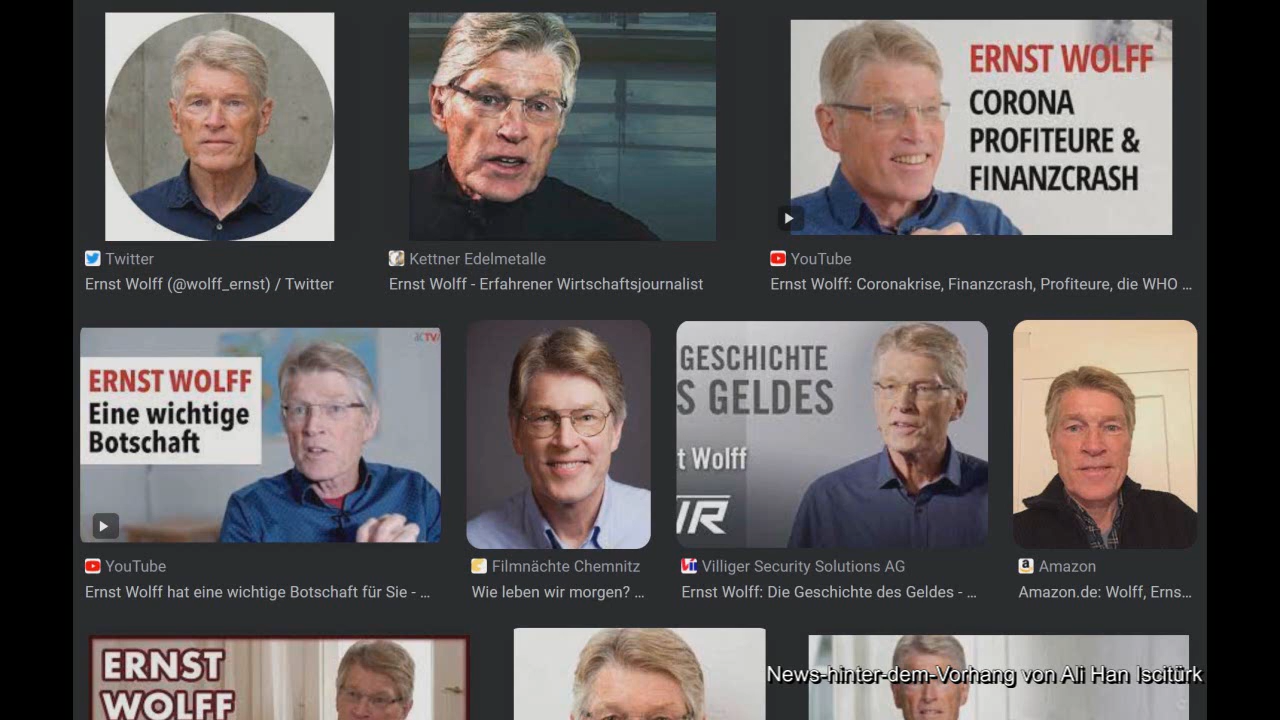 ERNST WOLFF
CORONA
PROFITEURE &
FINANZCRASH
Twitter
Ernst Wolff (@wolff_ernst) / Twitter
Kettner Edelmetalle
Ernst Wolff - Erfahrener Wirtschaftsjournalist
YouTube
Ernst Wolff: Coronakrise, Finanzcrash, Profiteure, die WHO ...
ERNST WOLFF
Eine wichtige
Botschaft
GESCHICHTE
S GELDES
t Wolff
YouTube
Ernst Wolff hat eine wichtige Botschaft für Sie - ...
Filmnächte Chemnitz
Wie leben wir morgen? ...
Villiger Security Solutions AG
Ernst Wolff: Die Geschichte des Geldes - ...
Amazon
Amazon.de: Wolff, Erns...
ERNST
WOLFF
News-hinter-dem-Vorhang von Ali Han Iscitürk